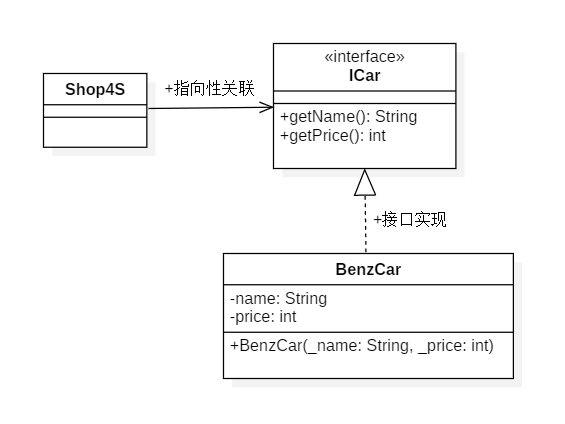 «interface»
ICar
Shop4S
+指向性关联
+getName(): String
+getPrice(): int
+接口实现
BenzCar
-name: String
-price: int
+BenzCar(_name: String, _price: int)